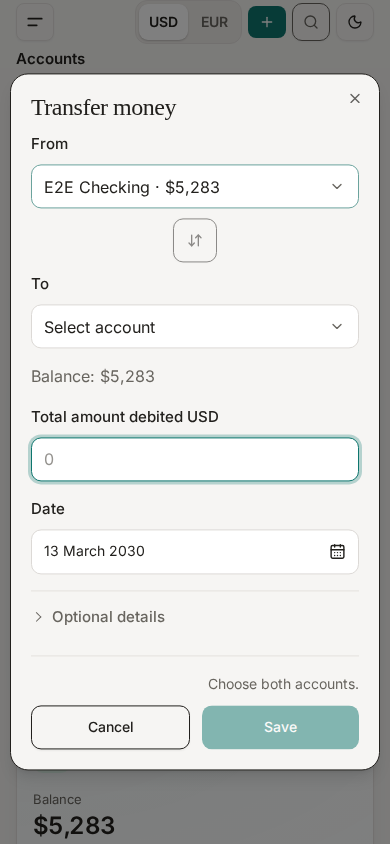 USD EUR
Accounts
Transfer money
From
E2E Checking · $5,283
To
Select account
Balance: $5,283
Total amount debited USD
0
Date
13 March 2030
Optional details
Choose both accounts.
Cancel Save
Balance
$5,283